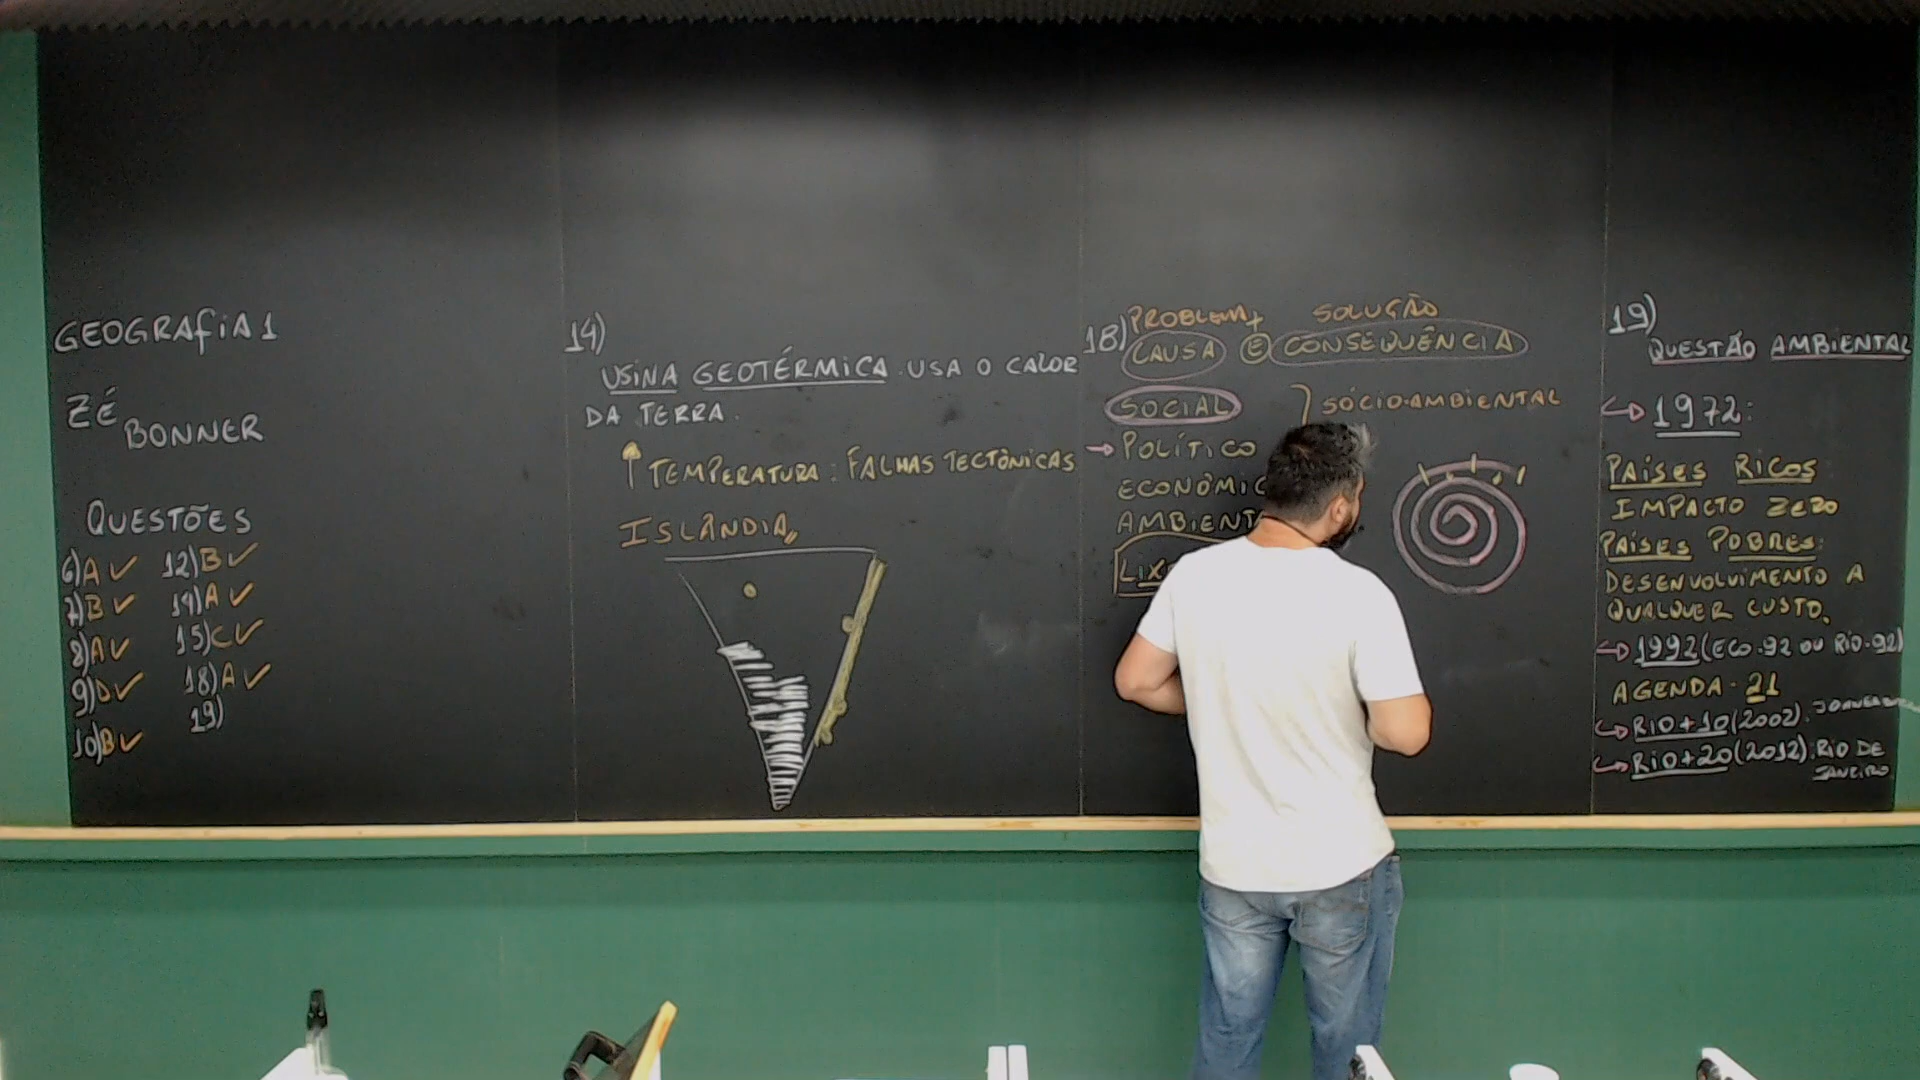 GEOGRAFIA 1
ZÉ
BONNER
QUESTÕES
6)A ✓ 12)B ✓
7)B ✓ 14)A ✓
8)A ✓ 15)C ✓
9)D ✓ 18)A ✓
10)B ✓ 19)
14)
USINA GEOTÉRMICA. USA O CALOR
DA TERRA.
TEMPERATURA: FALHAS TECTÔNICAS
ISLÂNDIA
18) PROBLEMA + SOLUÇÃO
CAUSA E CONSEQUÊNCIA
SOCIAL SÓCIO-AMBIENTAL
→ POLÍTICO
ECONÔMIC
AMBIENT
LIX
19)
QUESTÃO AMBIENTAL
↳ 1972:
PAÍSES RICOS
IMPACTO ZERO
PAÍSES POBRES:
DESENVOLVIMENTO A
QUALQUER CUSTO.
↳ 1992 (ECO-92 OU RIO-92)
AGENDA-21
↳ RIO+10 (2002).
↳ RIO+20 (2012). RIO DE
JANEIRO